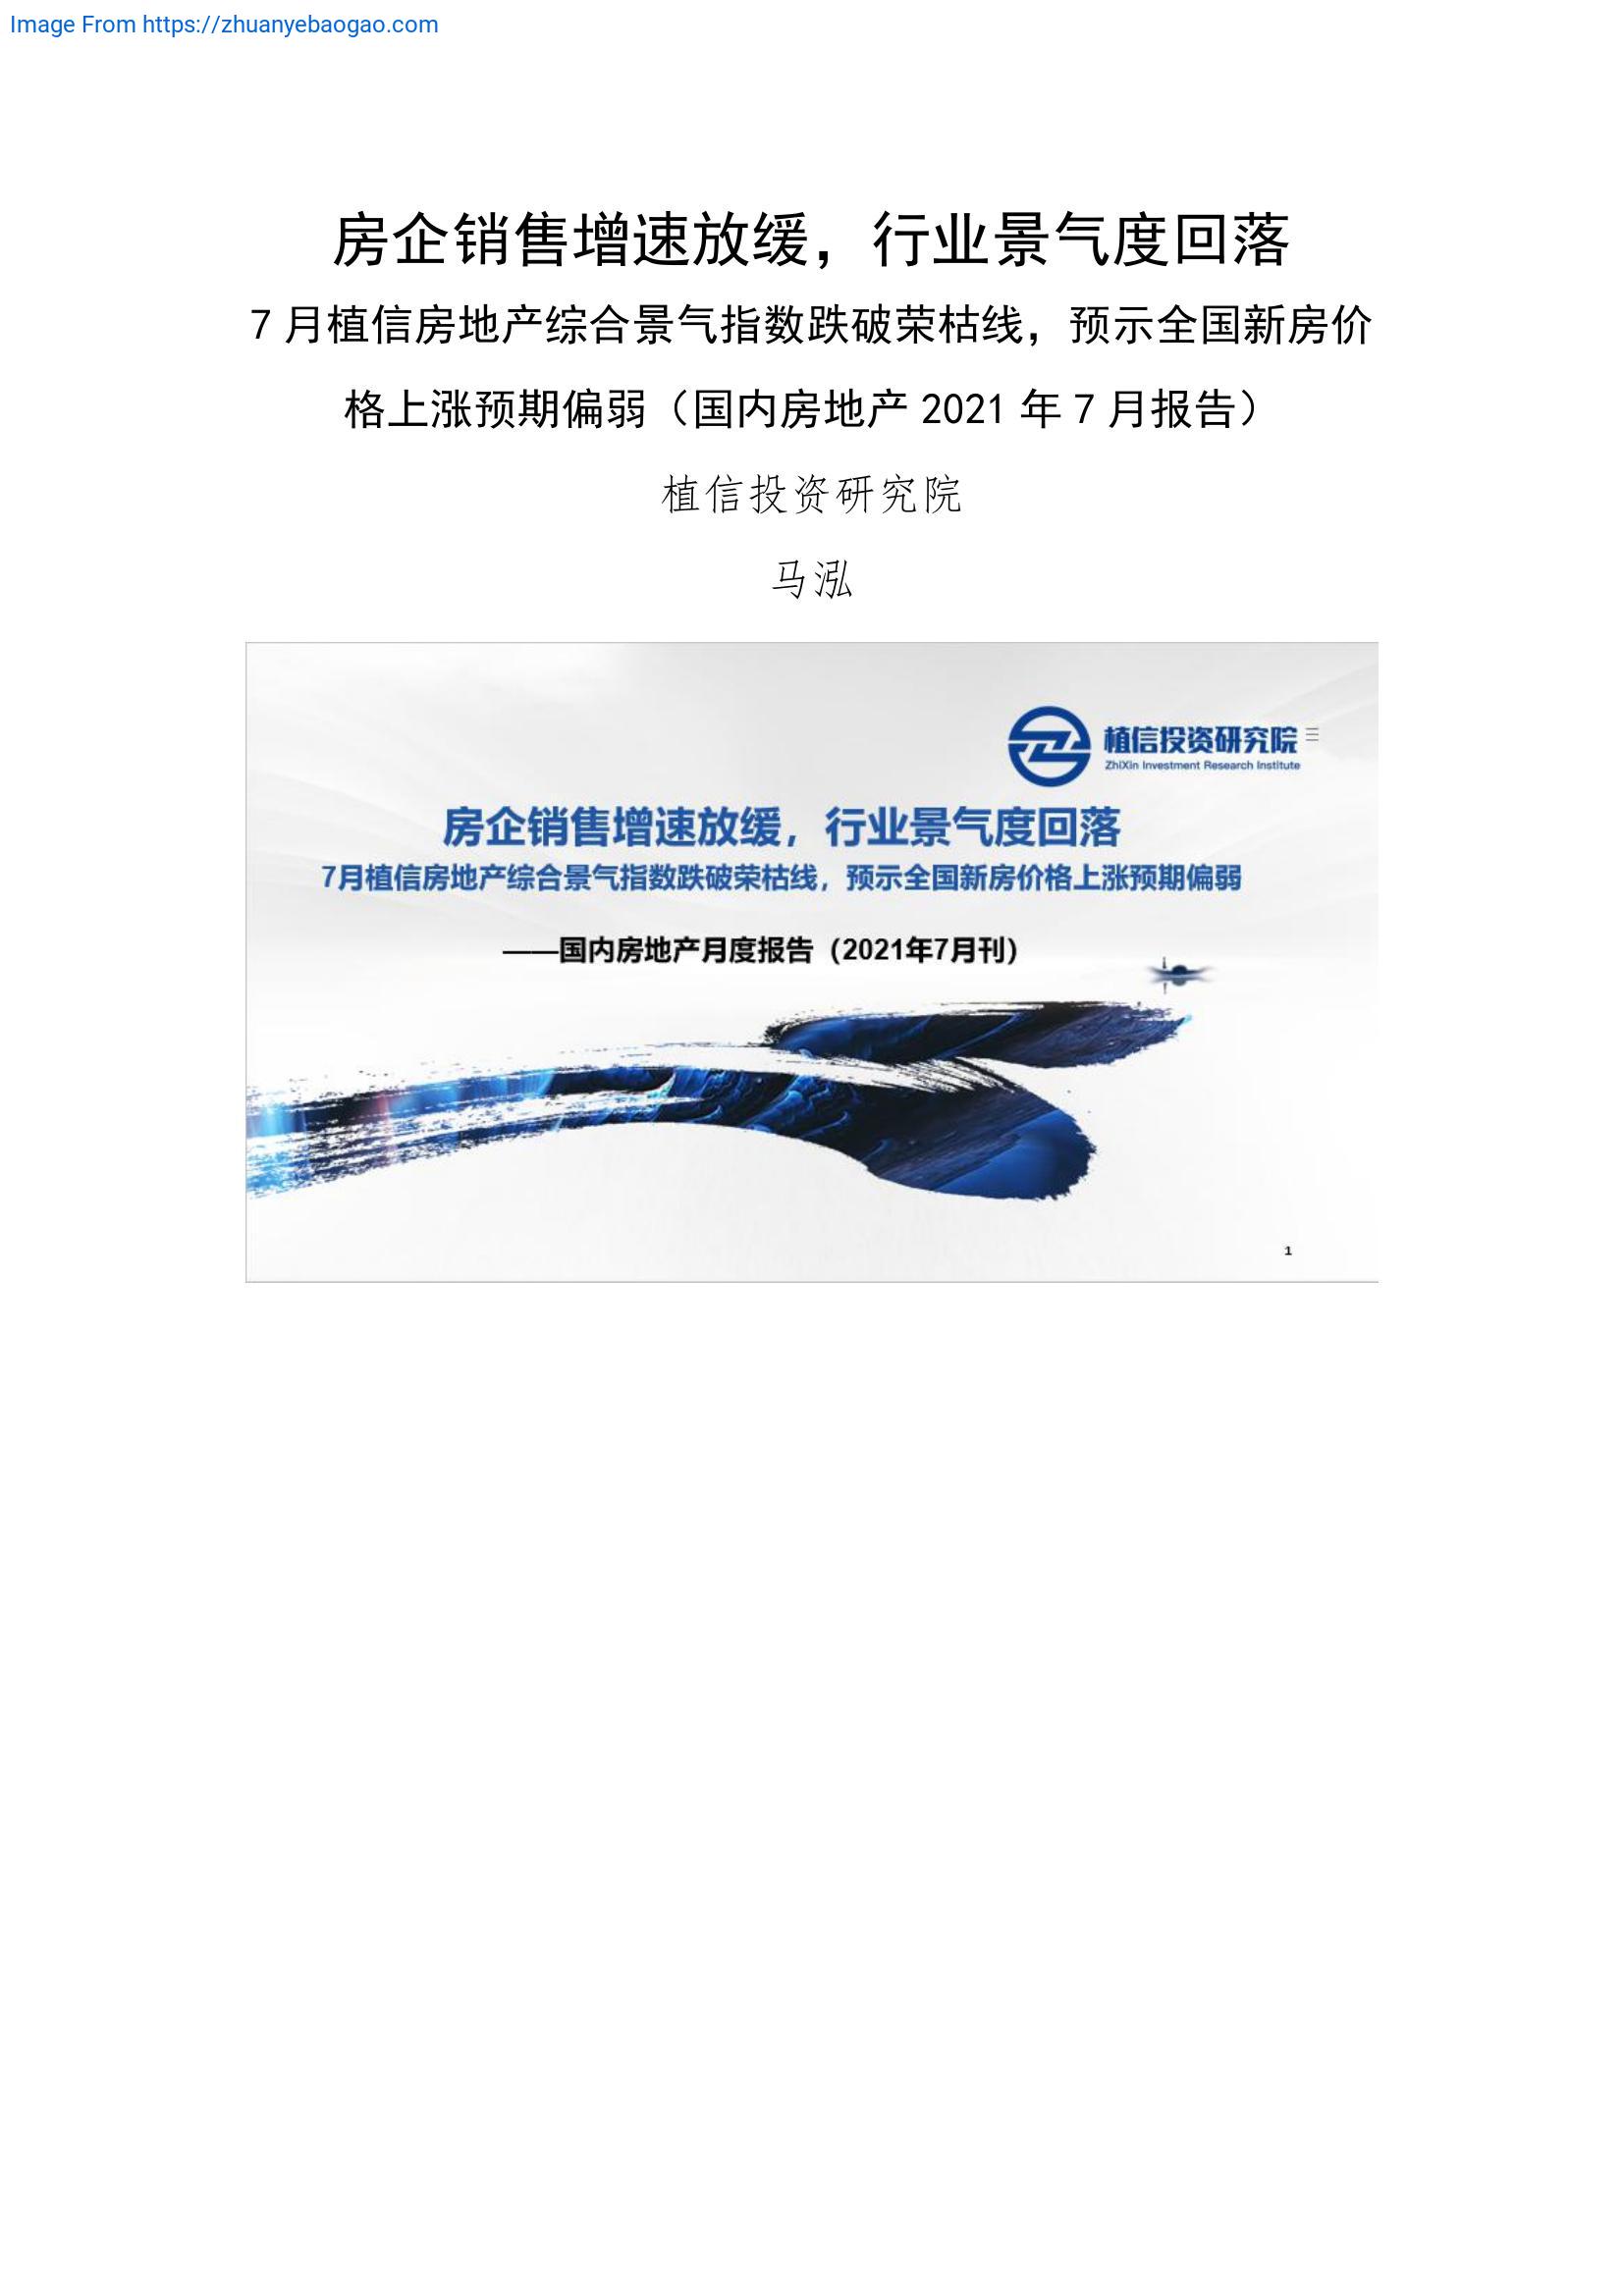 Image From https://zhuanyebaogao.com
房企销售增速放缓，行业景气度回落
7 月植信房地产综合景气指数跌破荣枯线，预示全国新房价
格上涨预期偏弱（国内房地产 2021 年 7 月报告）
植信投资研究院
马泓
植信投资研究院
ZhiXin Investment Research Institute
房企销售增速放缓，行业景气度回落
7月植信房地产综合景气指数跌破荣枯线，预示全国新房价格上涨预期偏弱
——国内房地产月度报告（2021年7月刊）
1